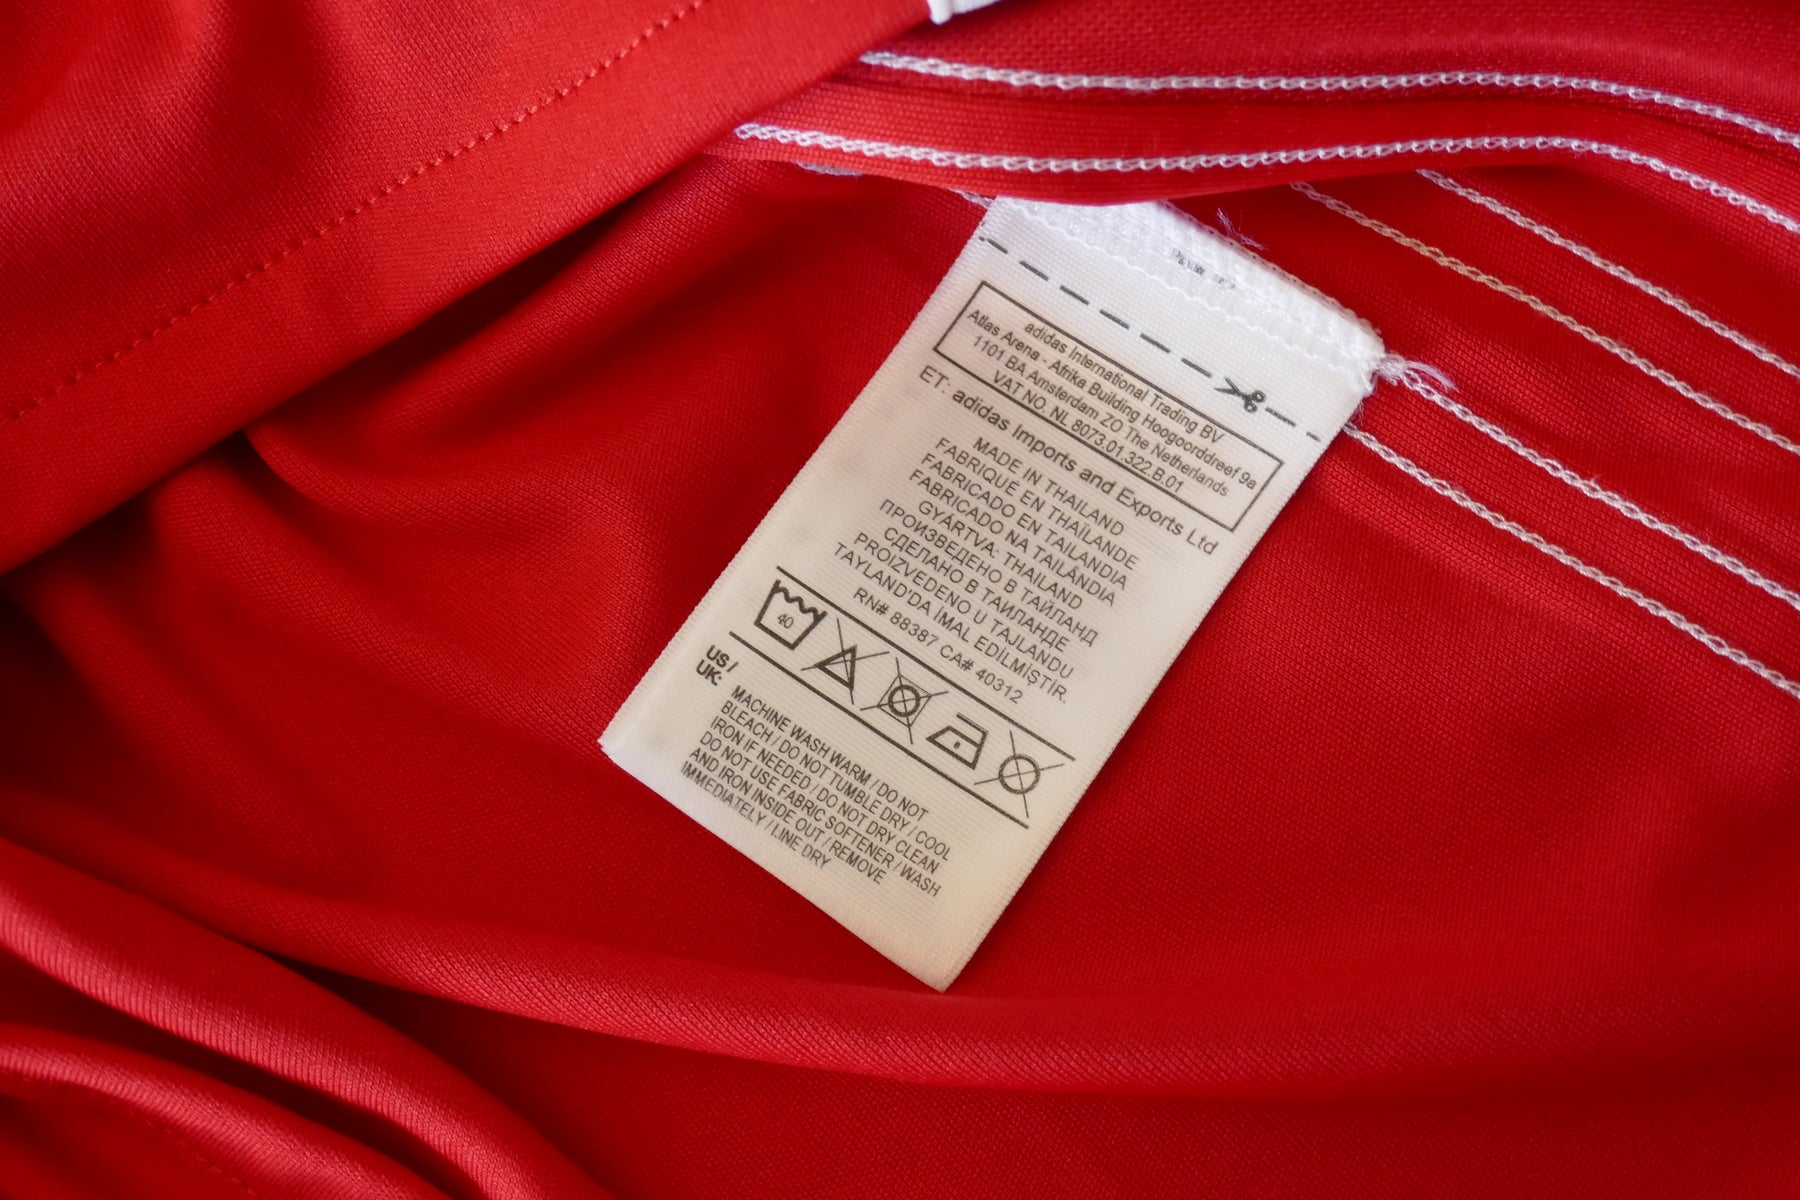 adidas International Trading BV
Atlas Arena - Afrika Building Hoogoorddreef 9a
1101 BA Amsterdam ZO The Netherlands
VAT NO. NL 8073.01.322.B.01
ET: adidas Imports and Exports Ltd
MADE IN THAILAND
FABRIQUÉ EN THAÏLANDE
FABRICADO EN TAILANDIA
FABRICADO NA TAILÂNDIA
GYÁRTVA: THAILAND
ПРОИЗВЕДЕНО В ТАЙЛАНД
СДЕЛАНО В ТАИЛАНДЕ
PROIZVEDENO U TAJLANDU
TAYLAND'DA İMAL EDİLMİŞTİR.
RN# 88387 CA# 40312
40
US /
UK:
MACHINE WASH WARM / DO NOT
BLEACH / DO NOT TUMBLE DRY / COOL
IRON IF NEEDED / DO NOT DRY CLEAN
DO NOT USE FABRIC SOFTENER / WASH
AND IRON INSIDE OUT / REMOVE
IMMEDIATELY / LINE DRY